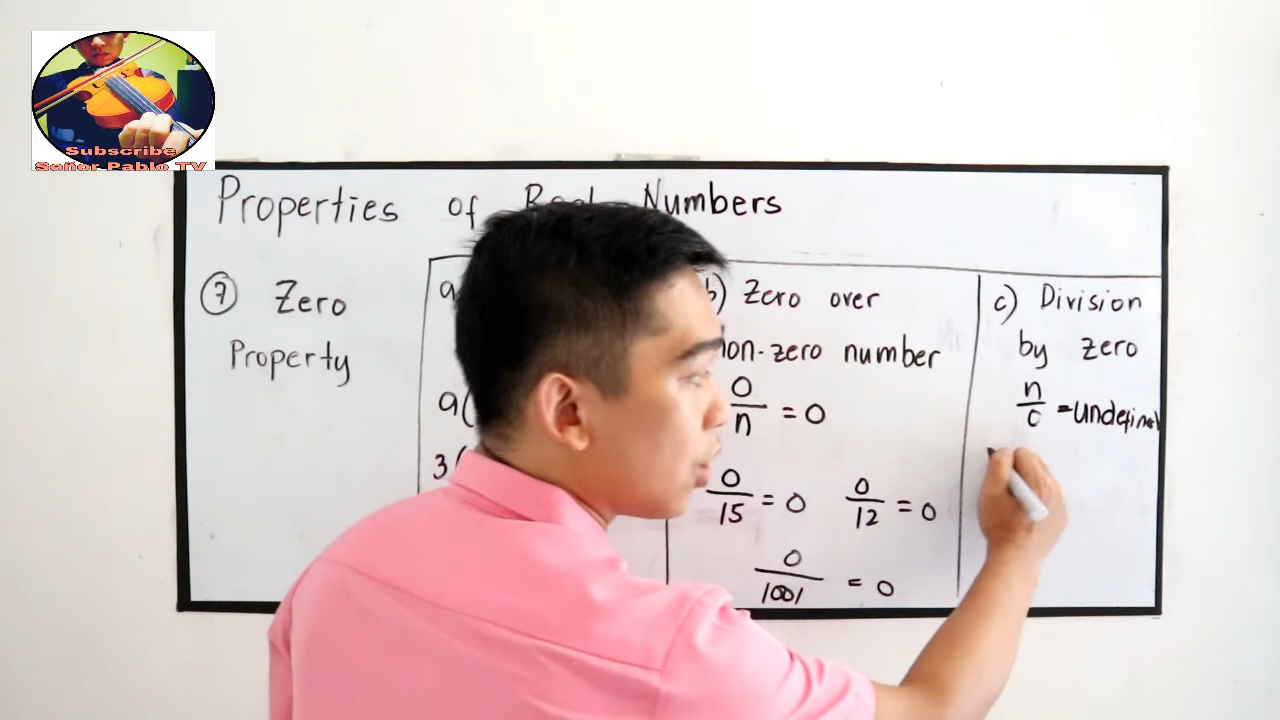 Subscribe
Señor Pablo TV
Properties of Numbers
7 Zero
Property
b) Zero over
non-zero number
0/n = 0
0/15 = 0
0/12 = 0
0/1001 = 0
c) Division
by zero
n/0 = undefined